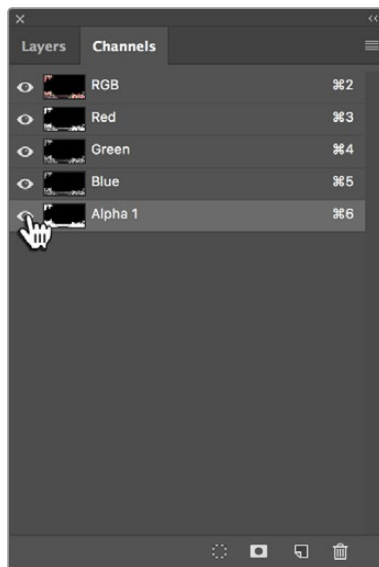 Layers Channels
RGB ⌘2
Red ⌘3
Green ⌘4
Blue ⌘5
Alpha 1 ⌘6